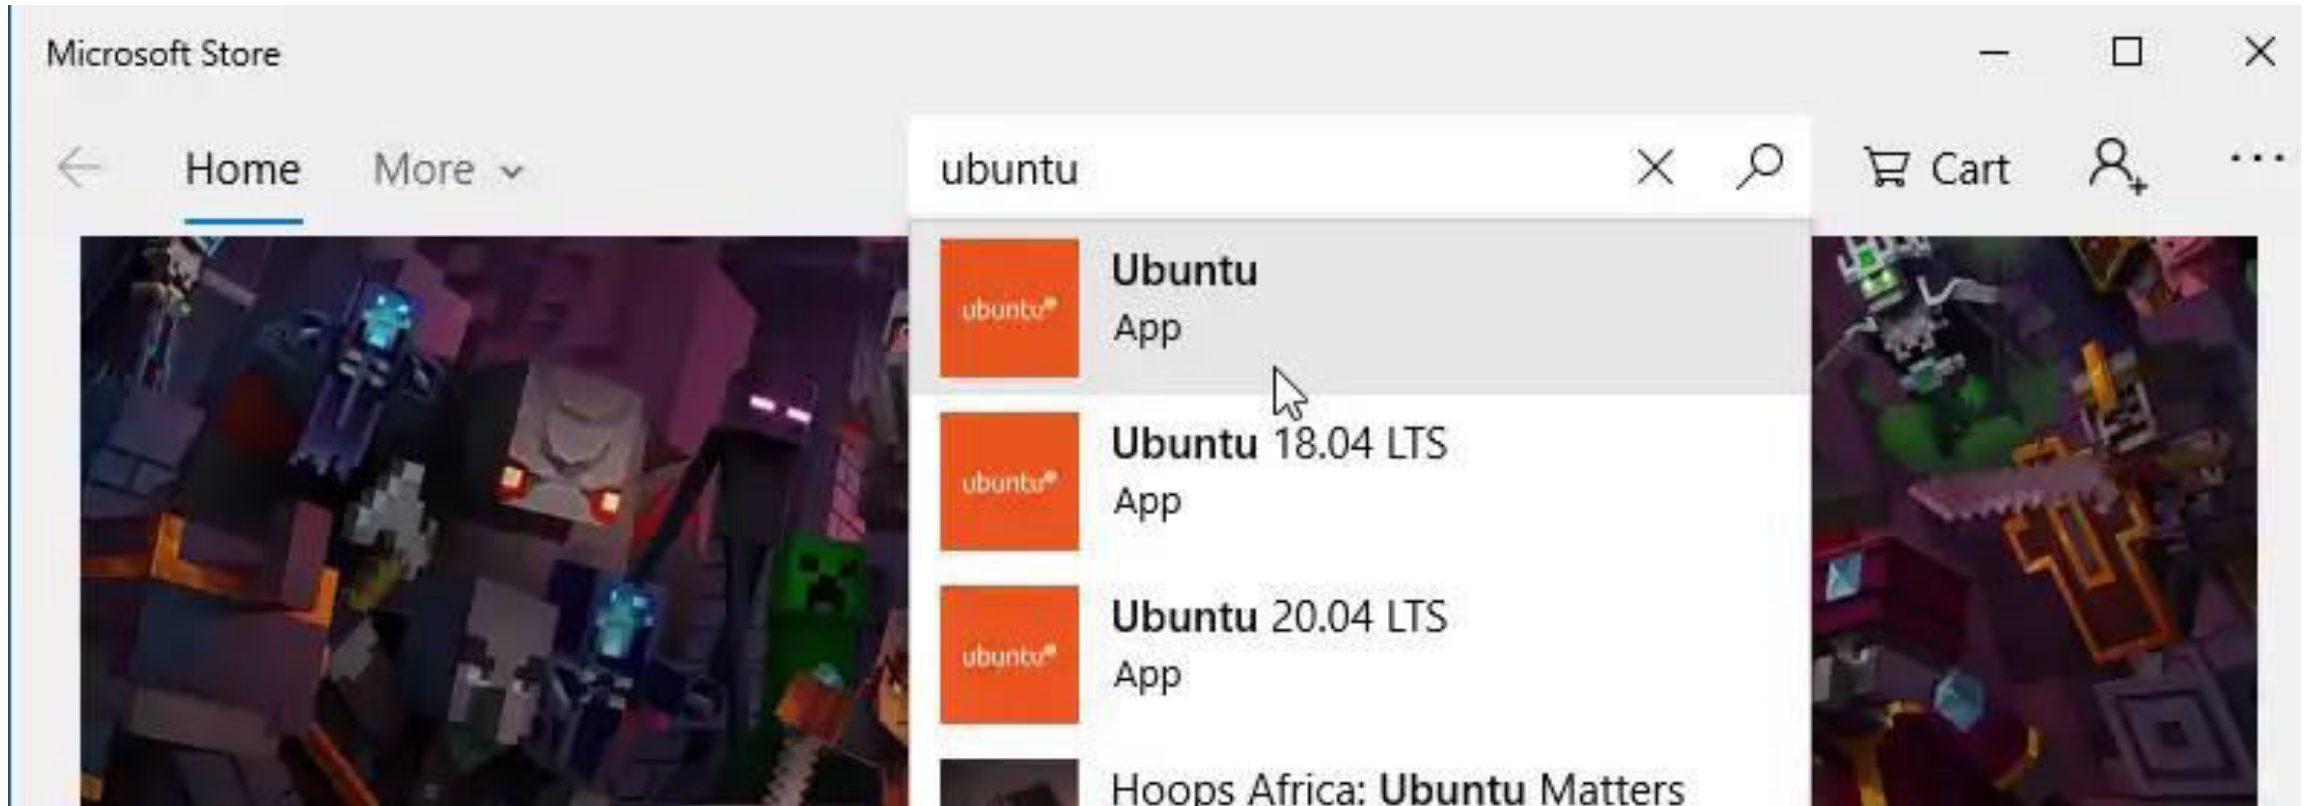 Microsoft Store
Home More ubuntu Cart
ubuntu
Ubuntu
App
ubuntu
Ubuntu 18.04 LTS
App
ubuntu
Ubuntu 20.04 LTS
App
Hoops Africa: Ubuntu Matters